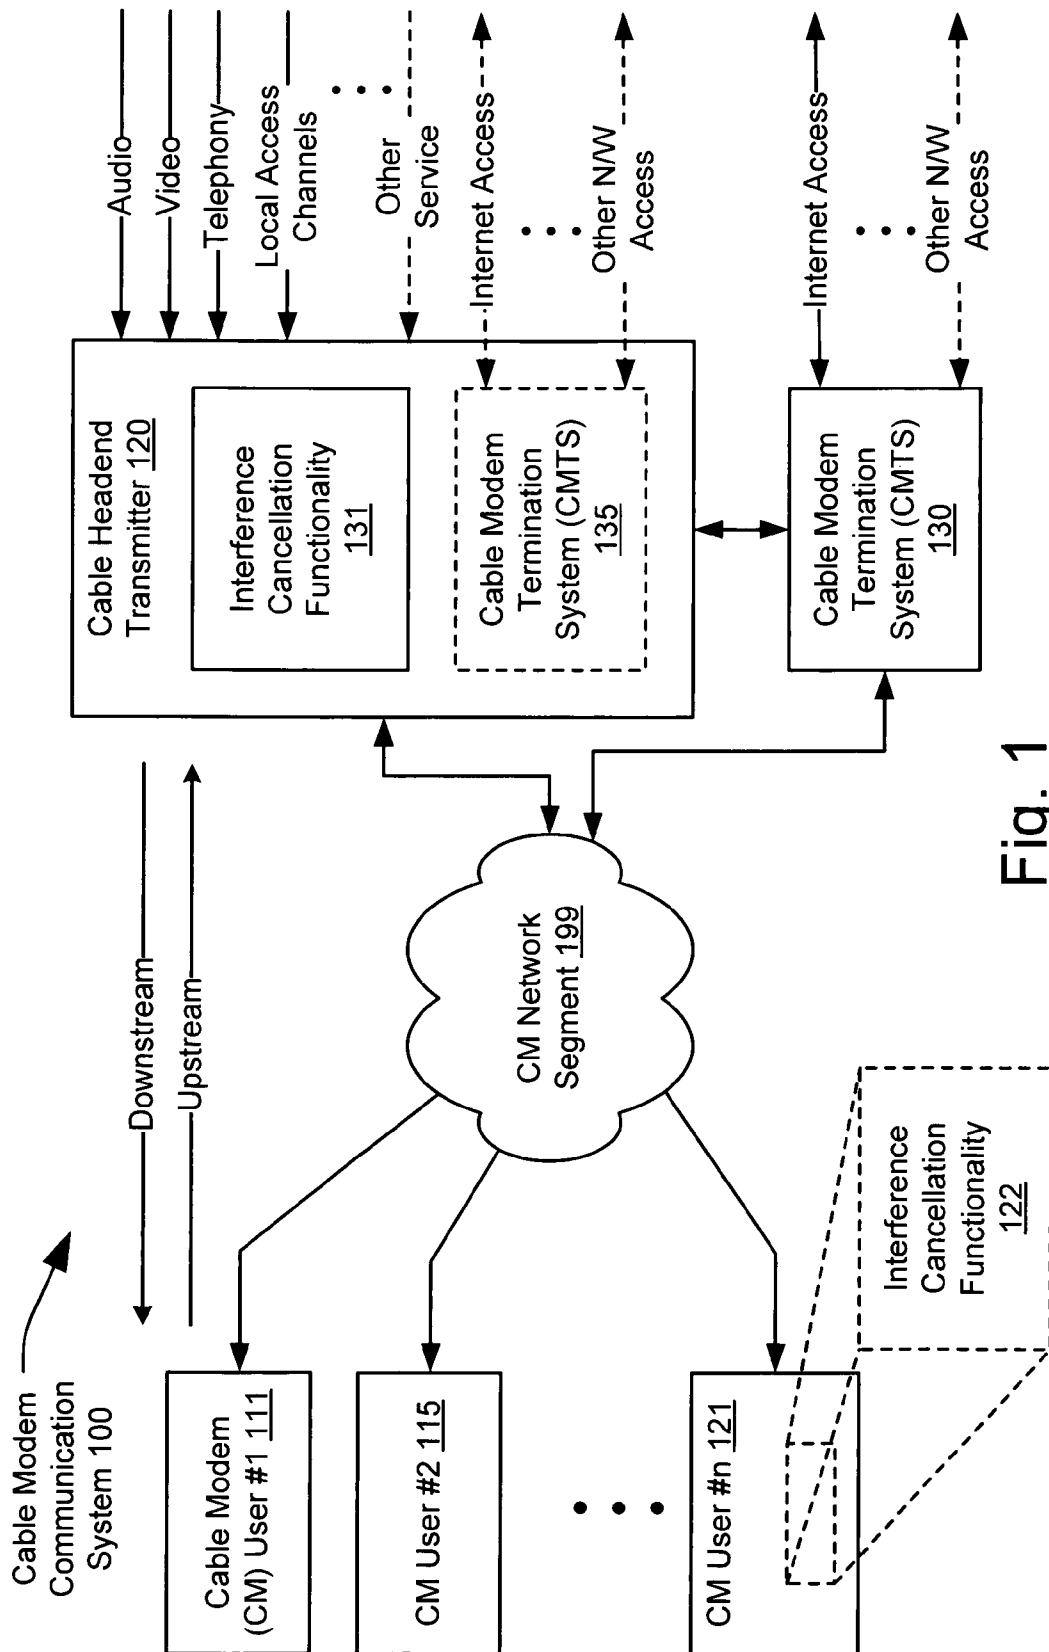 Cable Modem
Communication
System 100
Downstream
Upstream
Cable Modem
(CM) User #1 111
CM User #2 115
CM User #n 121
Interference
Cancellation
Functionality
122
CM Network
Segment 199
Cable Headend
Transmitter 120
Interference
Cancellation
Functionality
131
Cable Modem
Termination
System (CMTS)
135
Cable Modem
Termination
System (CMTS)
130
Audio
Video
Telephony
Local Access
Channels
Other
Service
Internet Access
Other N/W
Access
Internet Access
Other N/W
Access
Fig. 1